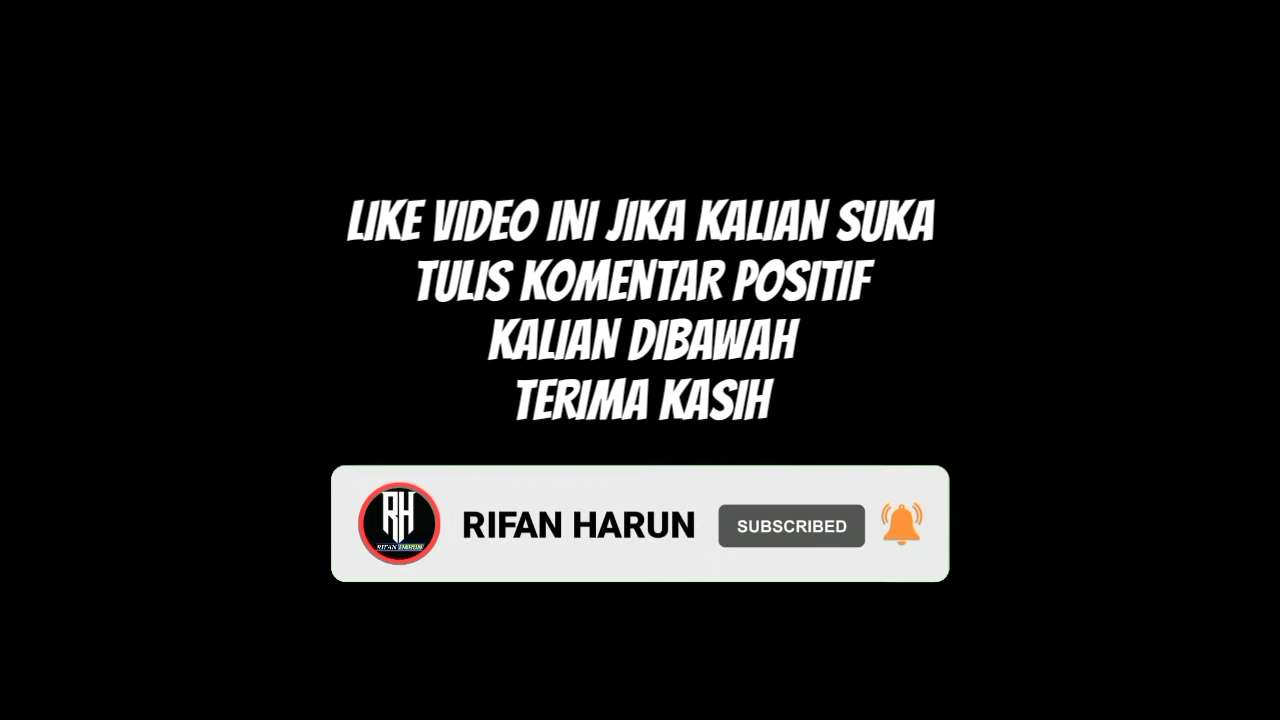 LIKE VIDEO INI JIKA KALIAN SUKA
TULIS KOMENTAR POSITIF
KALIAN DIBAWAH
TERIMA KASIH
RH
RIFAN HARUN
RIFAN HARUN
SUBSCRIBED